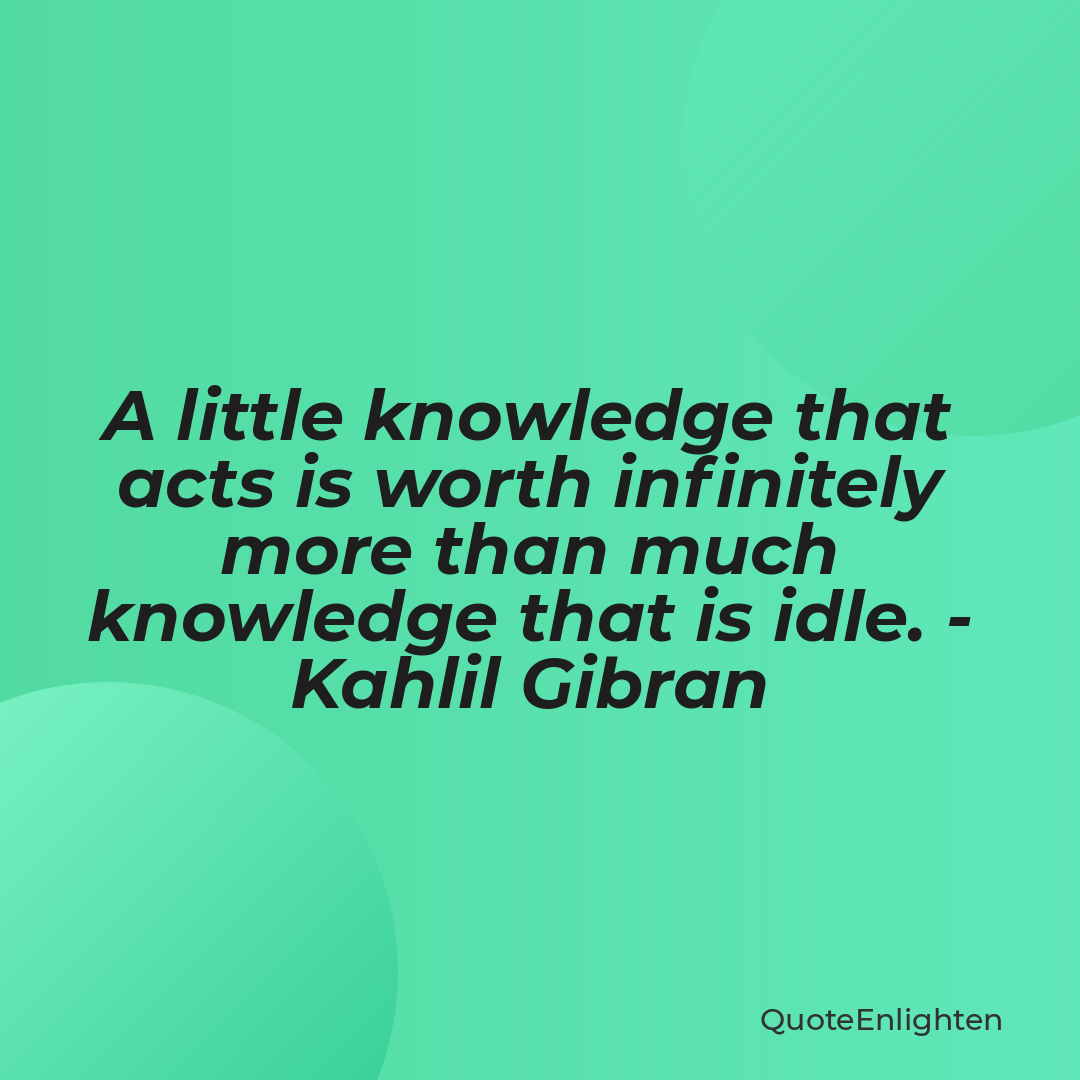 A little knowledge that
acts is worth infinitely
more than much
knowledge that is idle. -
Kahlil Gibran
QuoteEnlighten